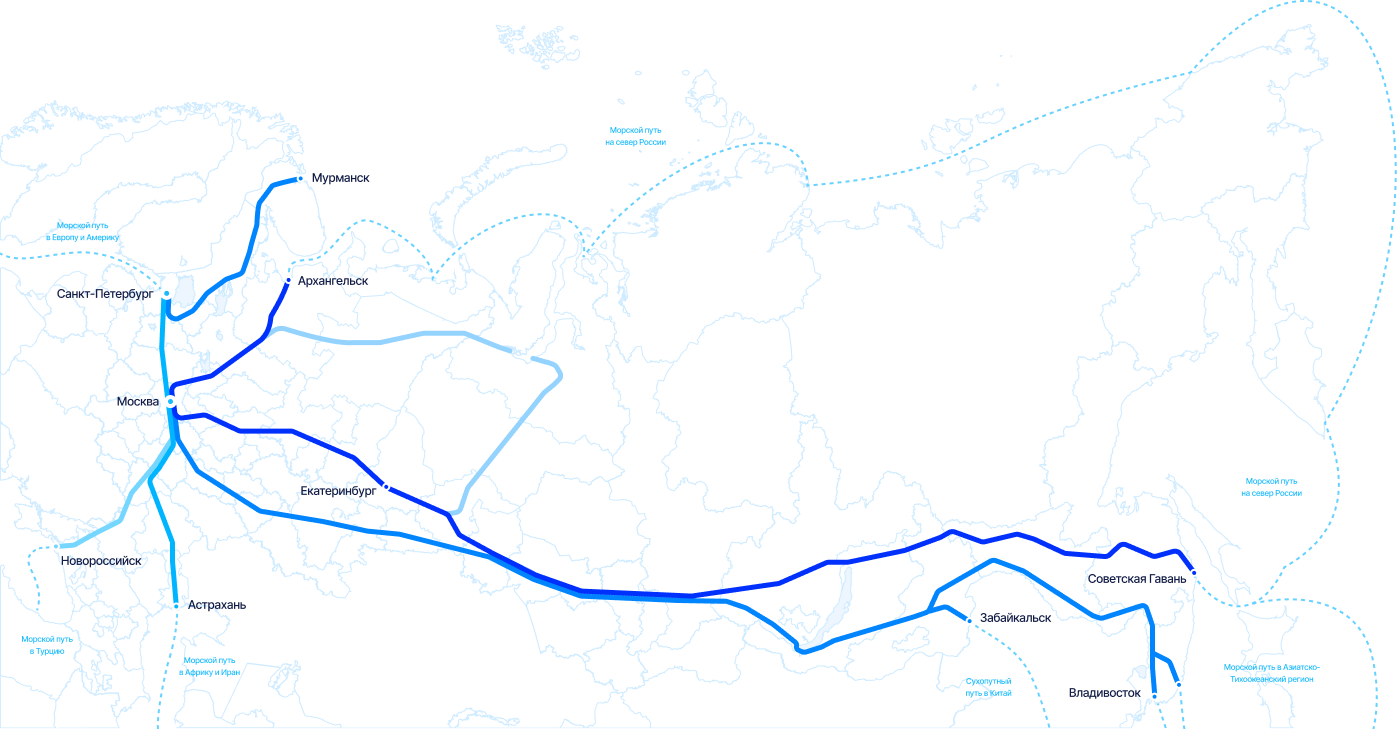 Морской путь
на север России
Мурманск
Морской путь
в Европу и Америку
Архангельск
Санкт-Петербург
Москва
Екатеринбург
Морской путь
на север России
Новороссийск
Советская Гавань
Астрахань
Забайкальск
Морской путь
в Турцию
Морской путь
в Африку и Иран
Сухопутный
путь в Китай
Владивосток
Морской путь в Азиатско-
Тихоокеанский регион